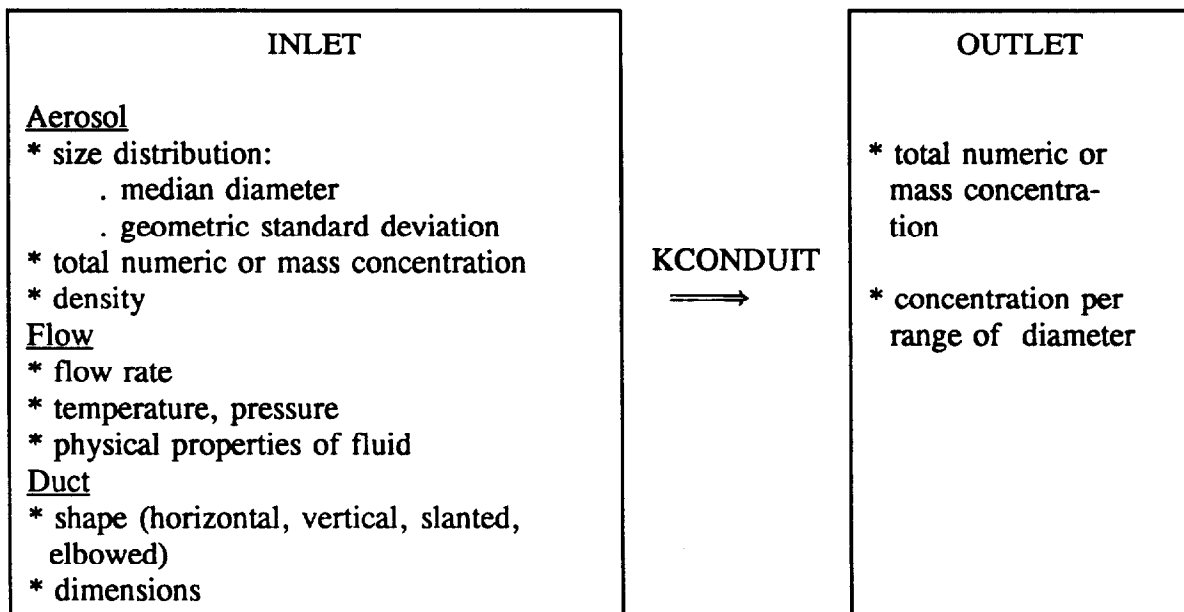 INLET
Aerosol
* size distribution:
. median diameter
. geometric standard deviation
* total numeric or mass concentration
* density
Flow
* flow rate
* temperature, pressure
* physical properties of fluid
Duct
* shape (horizontal, vertical, slanted,
elbowed)
* dimensions
KCONDUIT
⟹
OUTLET
* total numeric or
mass concentra-
tion
* concentration per
range of diameter